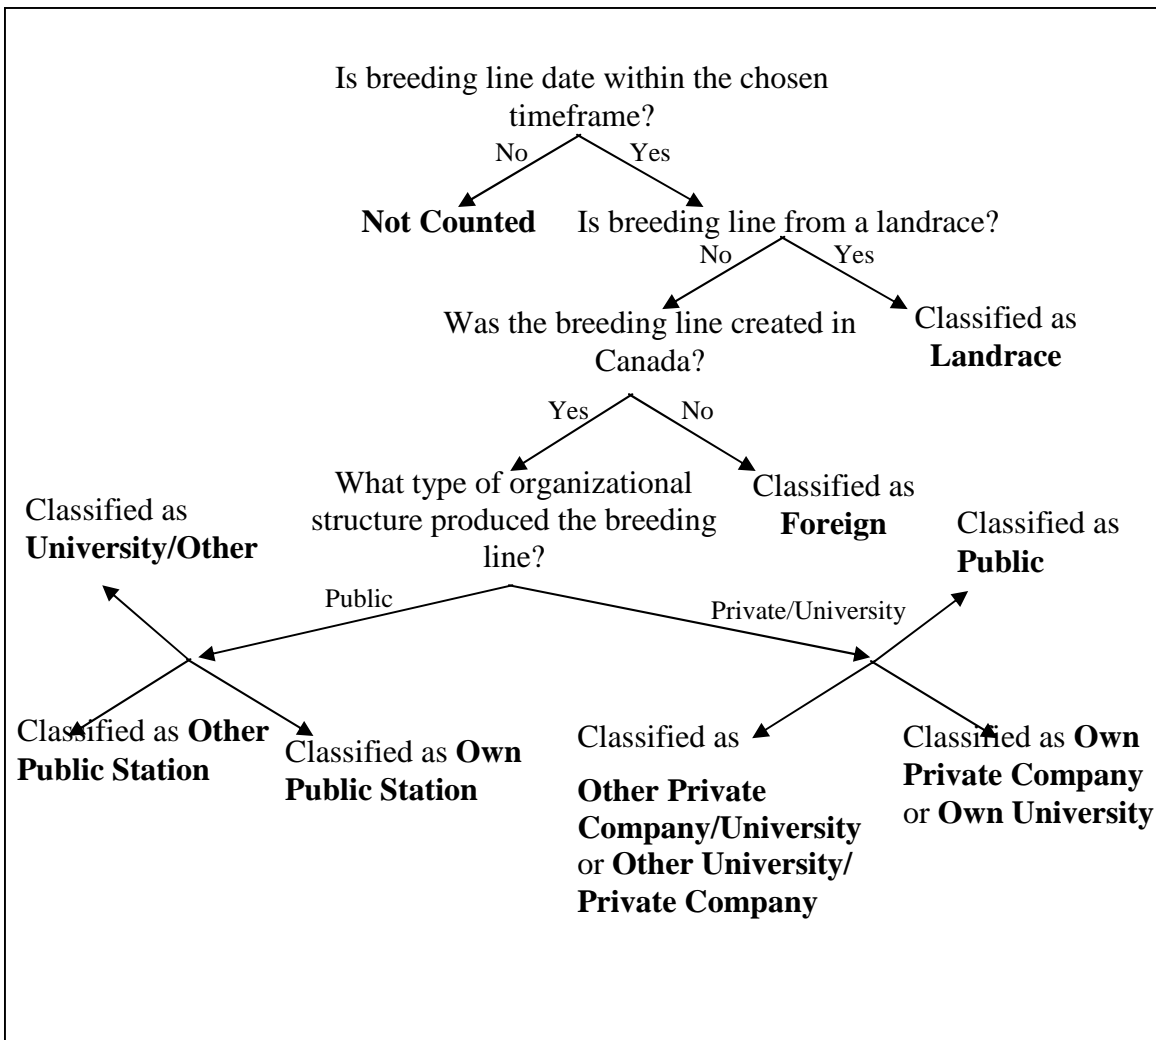 Is breeding line date within the chosen
timeframe?
No
Yes
Not Counted
Is breeding line from a landrace?
No
Yes
Was the breeding line created in
Canada?
Classified as
Landrace
Yes
No
What type of organizational
structure produced the breeding
line?
Classified as
Foreign
Classified as
University/Other
Classified as
Public
Public
Private/University
Classified as Other
Public Station
Classified as Own
Public Station
Classified as
Other Private
Company/University
or Other University/
Private Company
Classified as Own
Private Company
or Own University